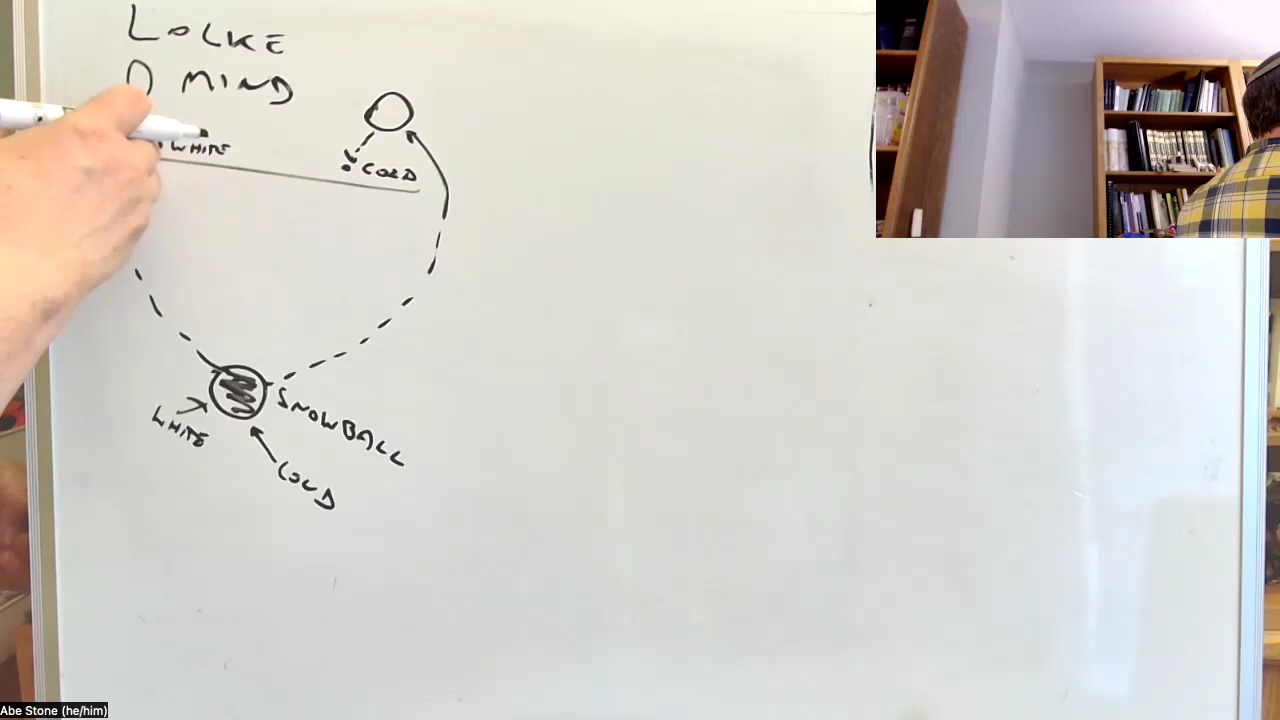 LOCKE
MIND
WHITE
COLD
SNOWBALL
WHITE
COLD
Abe Stone (he/him)